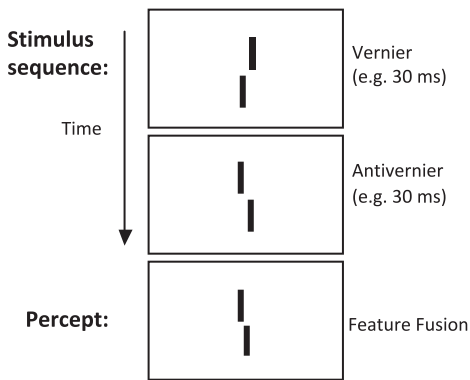 Stimulus
sequence:
Time
Vernier
(e.g. 30 ms)
Antivernier
(e.g. 30 ms)
Percept:
Feature Fusion